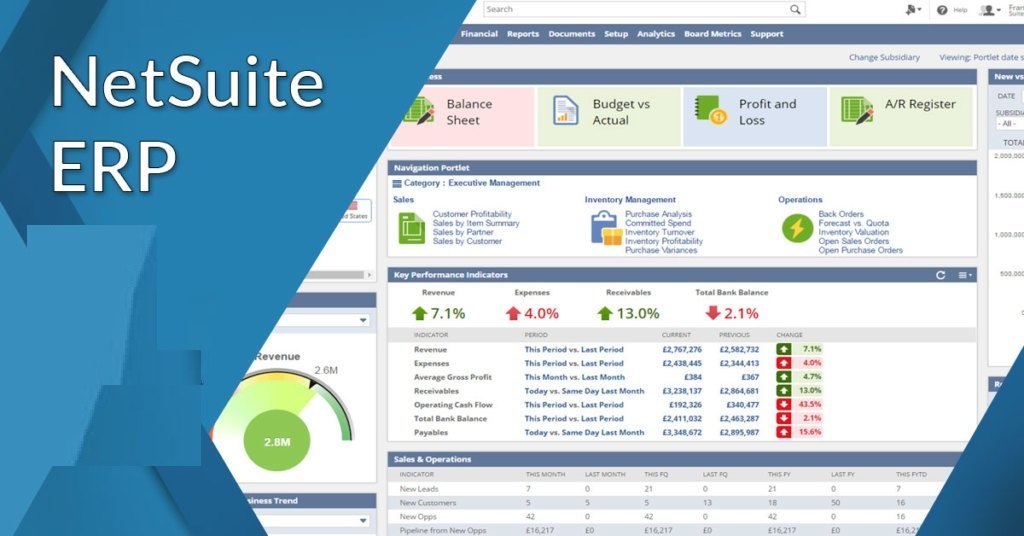 NetSuite
ERP
Search
Help
Fran
Suite
Financial Reports Documents Setup Analytics Board Metrics Support
Change Subsidiary Viewing: Portlet date s
New vs
Balance
Sheet
Budget vs
Actual
Profit and
Loss
A/R Register
DATE
SUBSIDIA
- All -
TOTA
2,000,000
1,500,000
1,000,000
500,000
Navigation Portlet
Category : Executive Management
Sales
Customer Profitability
Sales by Item Summary
Sales by Partner
Sales by Customer
Inventory Management
Purchase Analysis
Committed Spend
Inventory Turnover
Inventory Profitability
Purchase Variances
Operations
Back Orders
Forecast vs. Quota
Inventory Valuation
Open Sales Orders
Open Purchase Orders
d States
Key Performance Indicators
Revenue Expenses Receivables Total Bank Balance
7.1% 4.0% 13.0% 2.1%
INDICATOR PERIOD CURRENT PREVIOUS CHANGE
Revenue This Period vs. Last Period £2,767,276 £2,582,732 7.1%
Expenses This Period vs. Last Period £2,438,445 £2,344,413 4.0%
Average Gross Profit This Month vs. Last Month £384 £367 4.7%
Receivables Today vs. Same Day Last Month £3,238,137 £2,864,681 13.0%
Operating Cash Flow This Period vs. Last Period £192,326 £340,477 43.5%
Total Bank Balance This Period vs. Last Period £2,411,032 £2,463,287 2.1%
Payables Today vs. Same Day Last Month £3,348,672 £2,895,987 15.6%
Revenue
2.6M
2.8M
siness Trend
Sales & Operations
INDICATOR THIS MONTH LAST MONTH THIS FQ LAST FQ THIS FY LAST FY THIS FYTD
New Leads 7 0 21 0 21 0 7
New Customers 5 5 5 13 18 50 16
New Opps 42 0 42 0 42 0 42
Pipeline from New Opps £16,217 £0 £16,217 £0 £16,217 £0 £16,